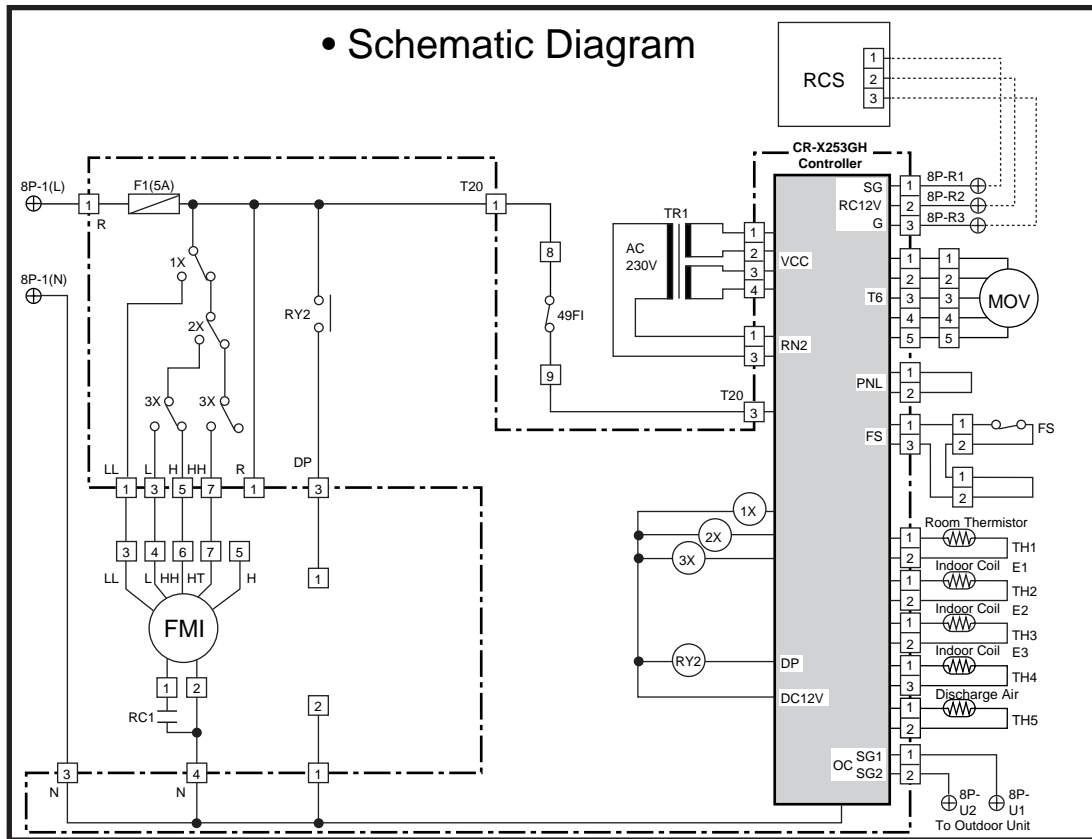 • Schematic Diagram
RCS
1
2
3
CR-X253GH
Controller
8P-1(L)
1
R
F1(5A)
T20
1
TR1
AC
230V
1
2
3
4
VCC
SG
RC12V
G
1
2
3
8P-R1
8P-R2
8P-R3
8P-1(N)
1X
2X
3X
3X
RY2
8
49FI
9
1
3
RN2
T20
3
T6
1
2
3
4
5
1
2
3
4
5
MOV
PNL
1
2
FS
1
3
1
2
FS
1
2
LL
L
H
HH
R
DP
1
3
5
7
1
3
3
4
6
7
5
LL
L
HH
HT
H
FMI
1
2
RC1
1
2
1X
2X
3X
RY2
DP
DC12V
Room Thermistor
1
2
TH1
Indoor Coil
E1
1
2
TH2
Indoor Coil
E2
1
2
TH3
Indoor Coil
E3
1
3
TH4
Discharge Air
1
2
TH5
OC
SG1
SG2
1
2
8P-
U2
8P-
U1
To Outdoor Unit
3
N
4
N
1